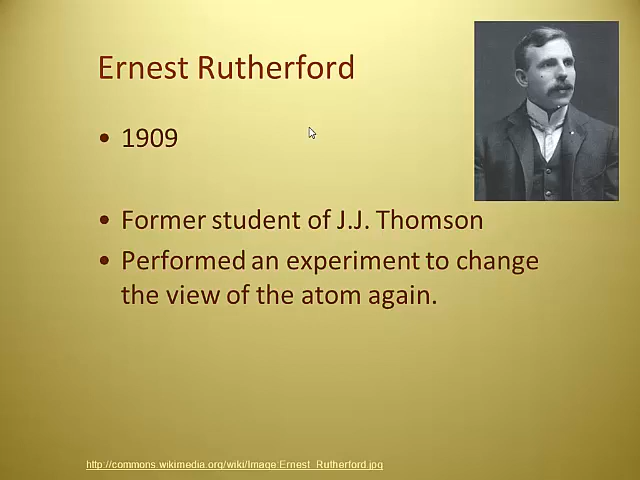 Ernest Rutherford
• 1909
• Former student of J.J. Thomson
• Performed an experiment to change
the view of the atom again.
http://commons.wikimedia.org/wiki/Image:Ernest_Rutherford.jpg